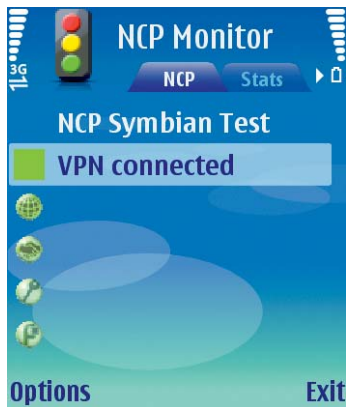 NCP Monitor
3G
NCP Stats
NCP Symbian Test
VPN connected
Options Exit